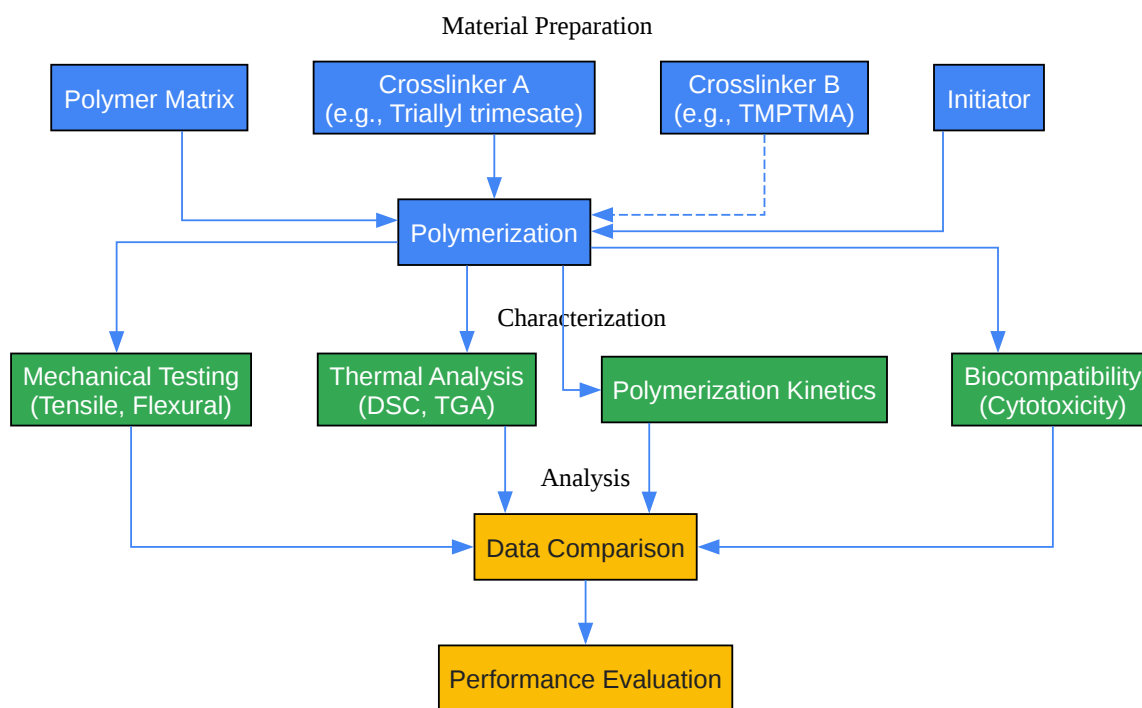 Material Preparation
Polymer Matrix
Crosslinker A
(e.g., Triallyl trimesate)
Crosslinker B
(e.g., TMPTMA)
Initiator
Polymerization
Characterization
Mechanical Testing
(Tensile, Flexural)
Thermal Analysis
(DSC, TGA)
Polymerization Kinetics
Biocompatibility
(Cytotoxicity)
Analysis
Data Comparison
Performance Evaluation